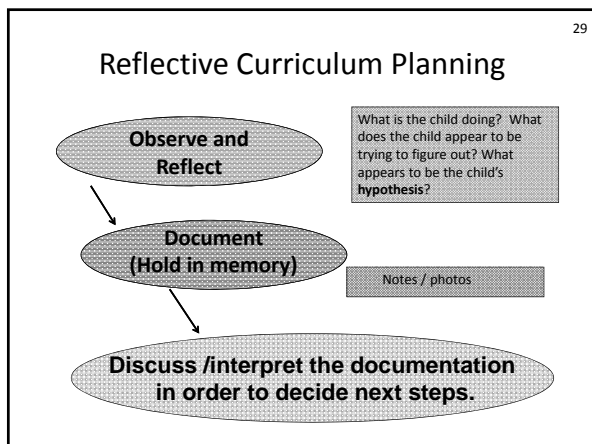 29
Reflective Curriculum Planning
Observe and
Reflect
What is the child doing?  What
does the child appear to be
trying to figure out? What
appears to be the child's
hypothesis?
Document
(Hold in memory)
Notes / photos
Discuss /interpret the documentation
in order to decide next steps.